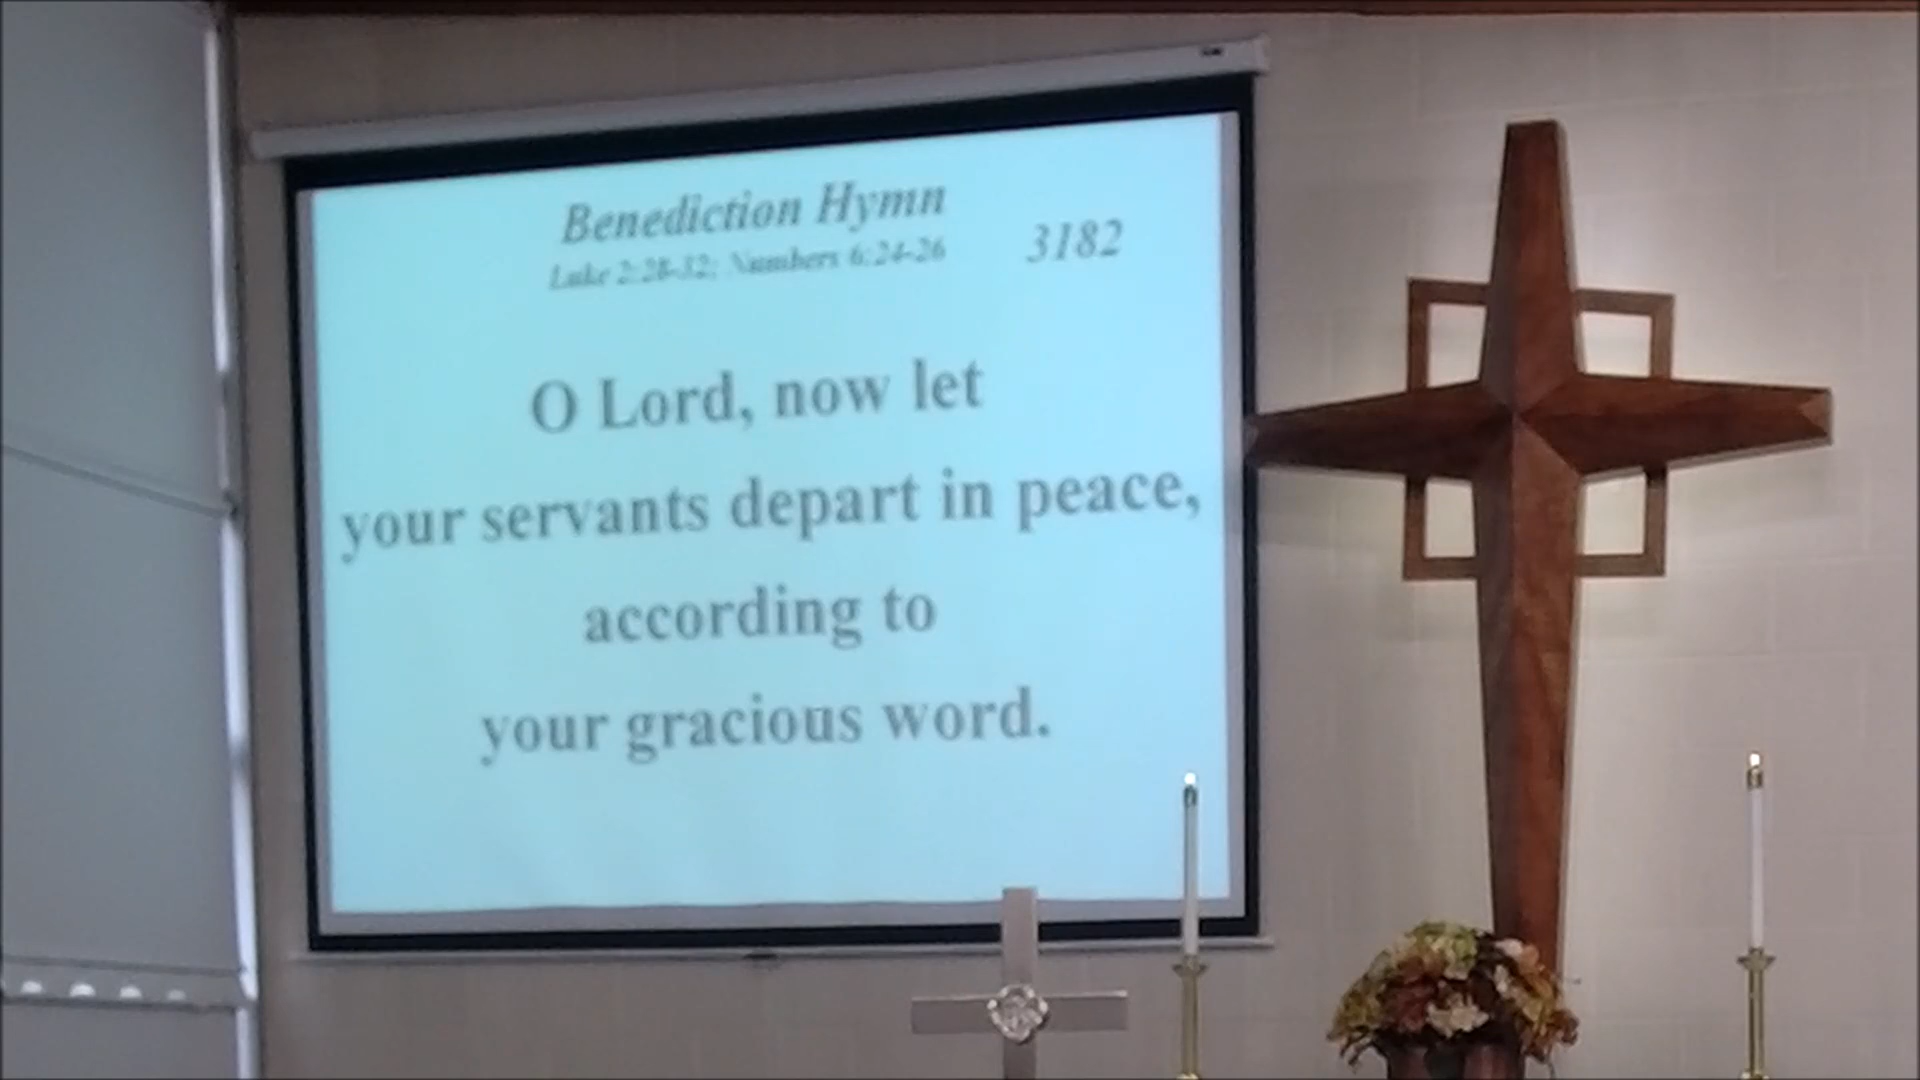 Benediction Hymn
Luke 2:28-32; Numbers 6:24-26
3182
O Lord, now let
your servants depart in peace,
according to
your gracious word.